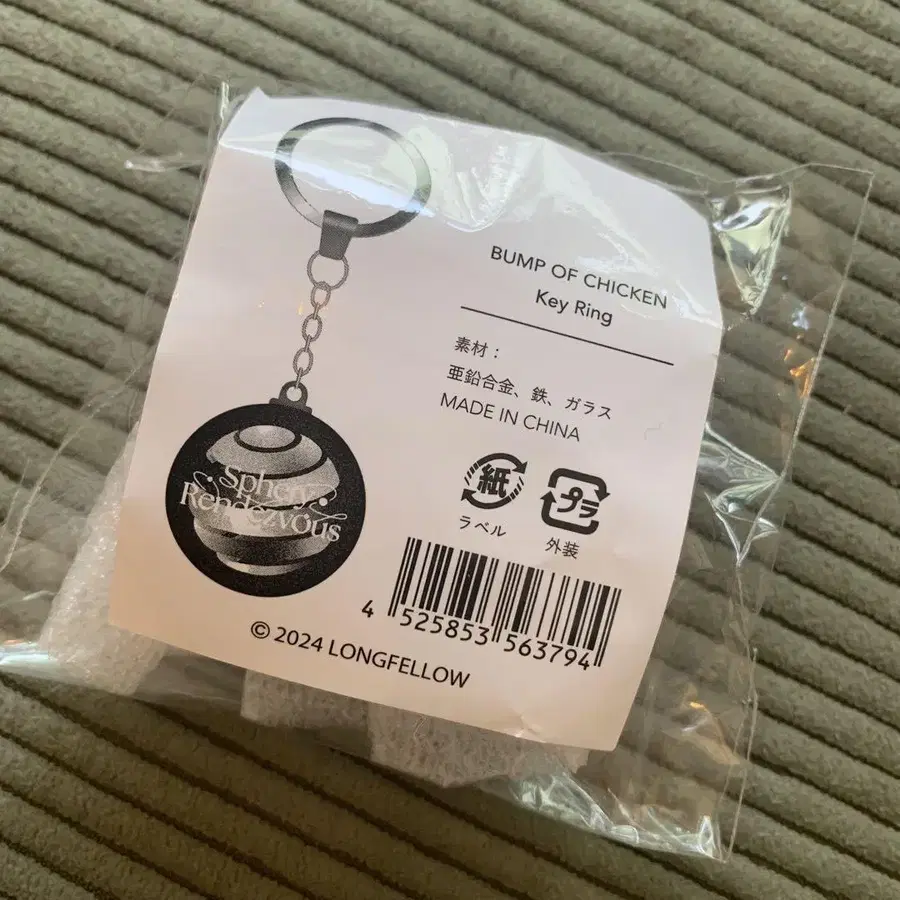 BUMP OF CHICKEN
Key Ring
素材：
亜鉛合金、鉄、ガラス
MADE IN CHINA
紙
ラベル
プラ
外装
Sphery
Rendezvous
4 525853 563794
© 2024 LONGFELLOW